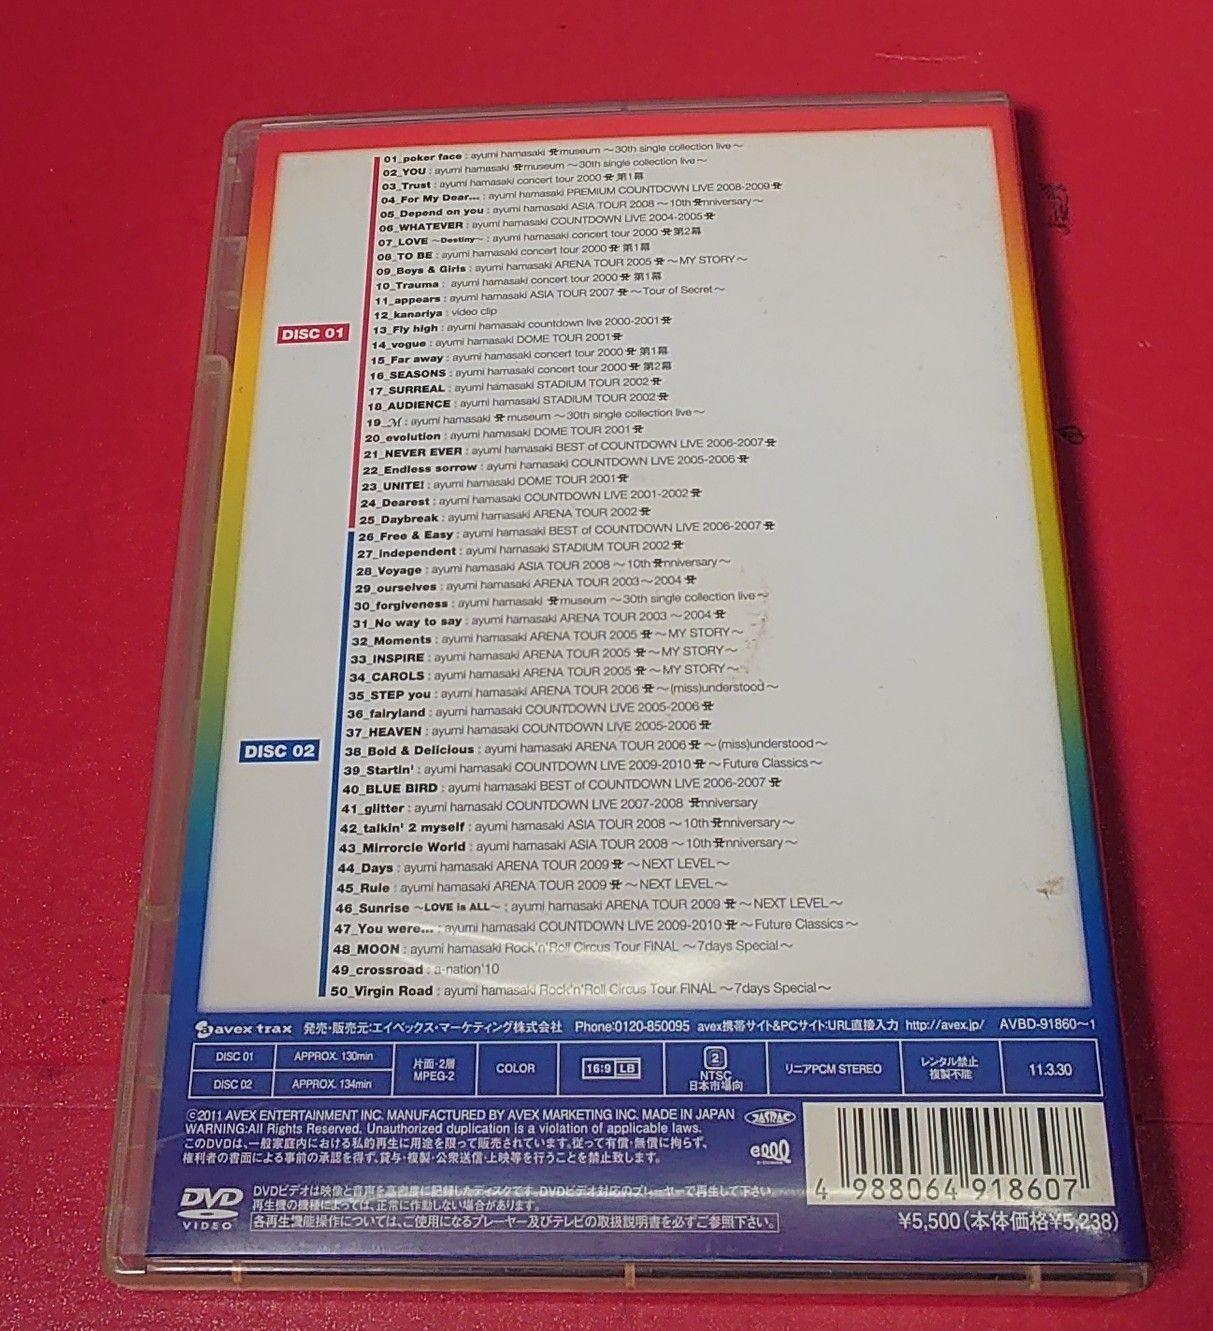 01_poker face : ayumi hamasaki Amuseum ～30th single collection live～
02_YOU : ayumi hamasaki Amuseum ～30th single collection live～
03_Trust : ayumi hamasaki concert tour 2000 A 第1幕
04_For My Dear... : ayumi hamasaki PREMIUM COUNTDOWN LIVE 2008-2009 A
05_Depend on you : ayumi hamasaki ASIA TOUR 2008 ～10th Anniversary～
06_WHATEVER : ayumi hamasaki COUNTDOWN LIVE 2004-2005 A
07_LOVE ～Destiny～ : ayumi hamasaki concert tour 2000 A 第2幕
08_TO BE : ayumi hamasaki concert tour 2000 A 第1幕
09_Boys & Girls : ayumi hamasaki ARENA TOUR 2005 A ～MY STORY～
10_Trauma : ayumi hamasaki concert tour 2000 A 第1幕
11_appears : ayumi hamasaki ASIA TOUR 2007 A ～Tour of Secret～
12_kanariya : video clip
DISC 01
13_Fly high : ayumi hamasaki countdown live 2000-2001 A
14_vogue : ayumi hamasaki DOME TOUR 2001 A
15_Far away : ayumi hamasaki concert tour 2000 A 第1幕
16_SEASONS : ayumi hamasaki concert tour 2000 A 第2幕
17_SURREAL : ayumi hamasaki STADIUM TOUR 2002 A
18_AUDIENCE : ayumi hamasaki STADIUM TOUR 2002 A
19_M : ayumi hamasaki Amuseum ～30th single collection live～
20_evolution : ayumi hamasaki DOME TOUR 2001 A
21_NEVER EVER : ayumi hamasaki BEST of COUNTDOWN LIVE 2006-2007 A
22_Endless sorrow : ayumi hamasaki COUNTDOWN LIVE 2005-2006 A
23_UNITE! : ayumi hamasaki DOME TOUR 2001 A
24_Dearest : ayumi hamasaki COUNTDOWN LIVE 2001-2002 A
25_Daybreak : ayumi hamasaki ARENA TOUR 2002 A
26_Free & Easy : ayumi hamasaki BEST of COUNTDOWN LIVE 2006-2007 A
27_independent : ayumi hamasaki STADIUM TOUR 2002 A
28_Voyage : ayumi hamasaki ASIA TOUR 2008 ～10th Anniversary～
29_ourselves : ayumi hamasaki ARENA TOUR 2003～2004 A
30_forgiveness : ayumi hamasaki Amuseum ～30th single collection live～
31_No way to say : ayumi hamasaki ARENA TOUR 2003 ～2004 A
32_Moments : ayumi hamasaki ARENA TOUR 2005 A ～MY STORY～
33_INSPIRE : ayumi hamasaki ARENA TOUR 2005 A ～MY STORY～
34_CAROLS : ayumi hamasaki ARENA TOUR 2005 A ～MY STORY～
35_STEP you : ayumi hamasaki ARENA TOUR 2006 A ～(miss)understood～
36_fairyland : ayumi hamasaki COUNTDOWN LIVE 2005-2006 A
37_HEAVEN : ayumi hamasaki COUNTDOWN LIVE 2005-2006 A
DISC 02
38_Bold & Delicious : ayumi hamasaki ARENA TOUR 2006 A ～(miss)understood～
39_Startin' : ayumi hamasaki COUNTDOWN LIVE 2009-2010 A ～Future Classics～
40_BLUE BIRD : ayumi hamasaki BEST of COUNTDOWN LIVE 2006-2007 A
41_glitter : ayumi hamasaki COUNTDOWN LIVE 2007-2008 Anniversary
42_talkin' 2 myself : ayumi hamasaki ASIA TOUR 2008 ～10th Anniversary～
43_Mirrorcle World : ayumi hamasaki ASIA TOUR 2008 ～10th Anniversary～
44_Days : ayumi hamasaki ARENA TOUR 2009 A ～NEXT LEVEL～
45_Rule : ayumi hamasaki ARENA TOUR 2009 A ～NEXT LEVEL～
46_Sunrise ～LOVE is ALL～ : ayumi hamasaki ARENA TOUR 2009 A ～NEXT LEVEL～
47_You were... : ayumi hamasaki COUNTDOWN LIVE 2009-2010 A ～Future Classics～
48_MOON : ayumi hamasaki Rock'n'Roll Circus Tour FINAL ～7days Special～
49_crossroad : a-nation'10
50_Virgin Road : ayumi hamasaki Rock'n'Roll Circus Tour FINAL ～7days Special～
avex trax 発売・販売元:エイベックス・マーケティング株式会社 Phone:0120-850095 avex携帯サイト&PCサイト:URL直接入力 http://avex.jp/ AVBD-91860～1
DISC 01 APPROX. 130min
DISC 02 APPROX. 134min
片面・2層 MPEG-2
COLOR
16:9 LB
2 NTSC 日本市場向
リニアPCM STEREO
レンタル禁止 複製不能
11.3.30
©2011 AVEX ENTERTAINMENT INC. MANUFACTURED BY AVEX MARKETING INC. MADE IN JAPAN
WARNING:All Rights Reserved. Unauthorized duplication is a violation of applicable laws.
このDVDは、一般家庭内における私的再生に用途を限って販売されています。従って有償・無償に拘らず、
権利者の書面による事前の承認を得ず、貸与・複製・公衆送信・上映等を行うことを禁止致します。
JASRAC
DVD VIDEO
DVDビデオは映像と音声を高密度に記録したディスクです。DVDビデオ対応のプレーヤーで再生して下さい。
再生機の機種によっては、正常に作動しない場合があります。
各再生機能操作については、ご使用になるプレーヤー及びテレビの取扱説明書を必ずご参照下さい。
4 988064 918607
¥5,500(本体価格¥5,238)